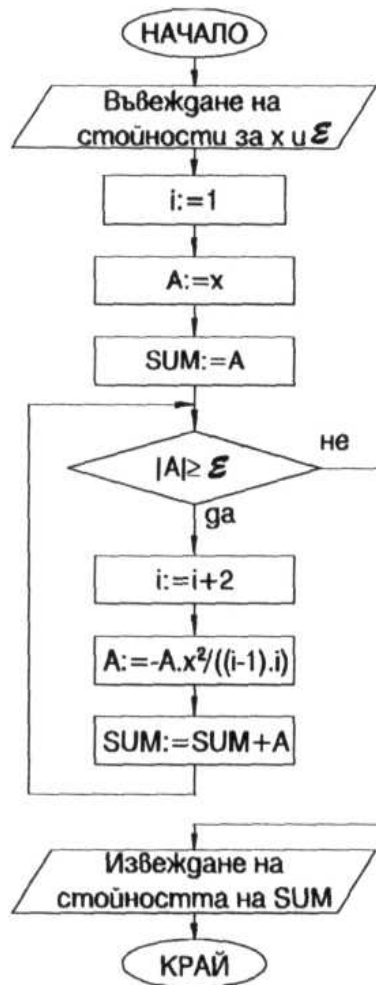 НАЧАЛО
Въвеждане на
стойности за x и ℰ
i:=1
A:=x
SUM:=A
|A|≥ ℰ
не
да
i:=i+2
A:=-A.x²/((i-1).i)
SUM:=SUM+A
Извеждане на
стойността на SUM
КРАЙ